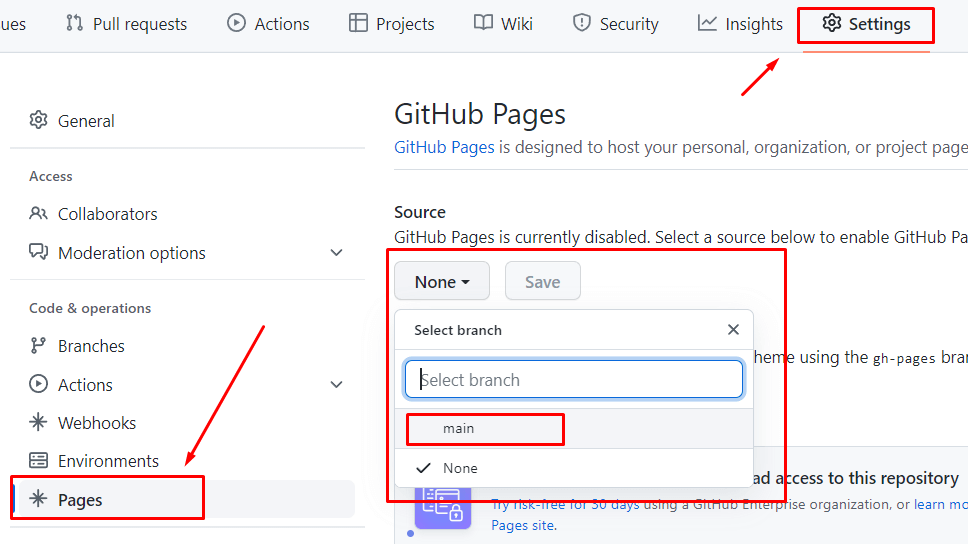 ues Pull requests Actions Projects Wiki Security Insights Settings
General
Access
Collaborators
Moderation options
Code & operations
Branches
Actions
Webhooks
Environments
Pages
GitHub Pages
GitHub Pages is designed to host your personal, organization, or project page
Source
GitHub Pages is currently disabled. Select a source below to enable GitHub Pa
None Save
Select branch
heme using the gh-pages bran
Select branch
main
None
ad access to this repository
Try risk-free for 30 days using a GitHub Enterprise organization, or learn mo
Pages site.